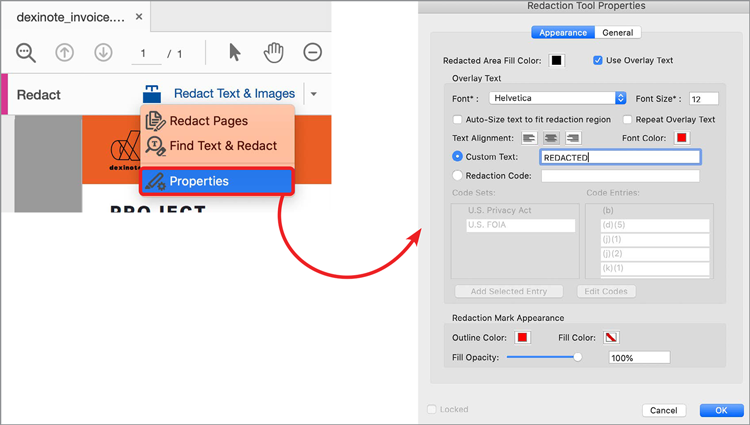 dexinote_invoice....
1 / 1
Redact
Redact Text & Images
Redact Pages
Find Text & Redact
Properties
dexinote
PROJECT
Redaction Tool Properties
Appearance General
Redacted Area Fill Color: Use Overlay Text
Overlay Text
Font* : Helvetica Font Size* : 12
Auto-Size text to fit redaction region Repeat Overlay Text
Text Alignment: Font Color:
Custom Text: REDACTED
Redaction Code:
Code Sets: Code Entries:
U.S. Privacy Act (b)
U.S. FOIA (d)(5)
(j)(1)
(j)(2)
(k)(1)
Add Selected Entry Edit Codes
Redaction Mark Appearance
Outline Color: Fill Color:
Fill Opacity: 100%
Locked Cancel OK